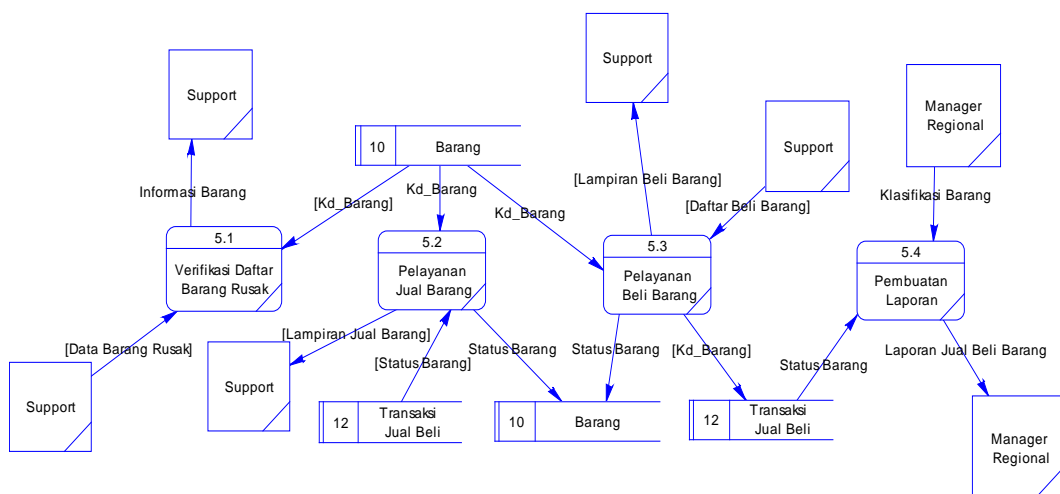 Support
Support
Manager
Regional
10
Barang
Support
[Lampiran Beli Barang]
Informasi Barang
[Kd_Barang]
Kd_Barang
Kd_Barang
[Daftar Beli Barang]
Klasifikasi Barang
5.1
Verifikasi Daftar
Barang Rusak
5.2
Pelayanan
Jual Barang
5.3
Pelayanan
Beli Barang
5.4
Pembuatan
Laporan
[Data Barang Rusak]
[Lampiran Jual Barang]
[Status Barang]
Status Barang
Status Barang
[Kd_Barang]
Status Barang
Laporan Jual Beli Barang
Support
Support
12
Transaksi
Jual Beli
10
Barang
12
Transaksi
Jual Beli
Manager
Regional